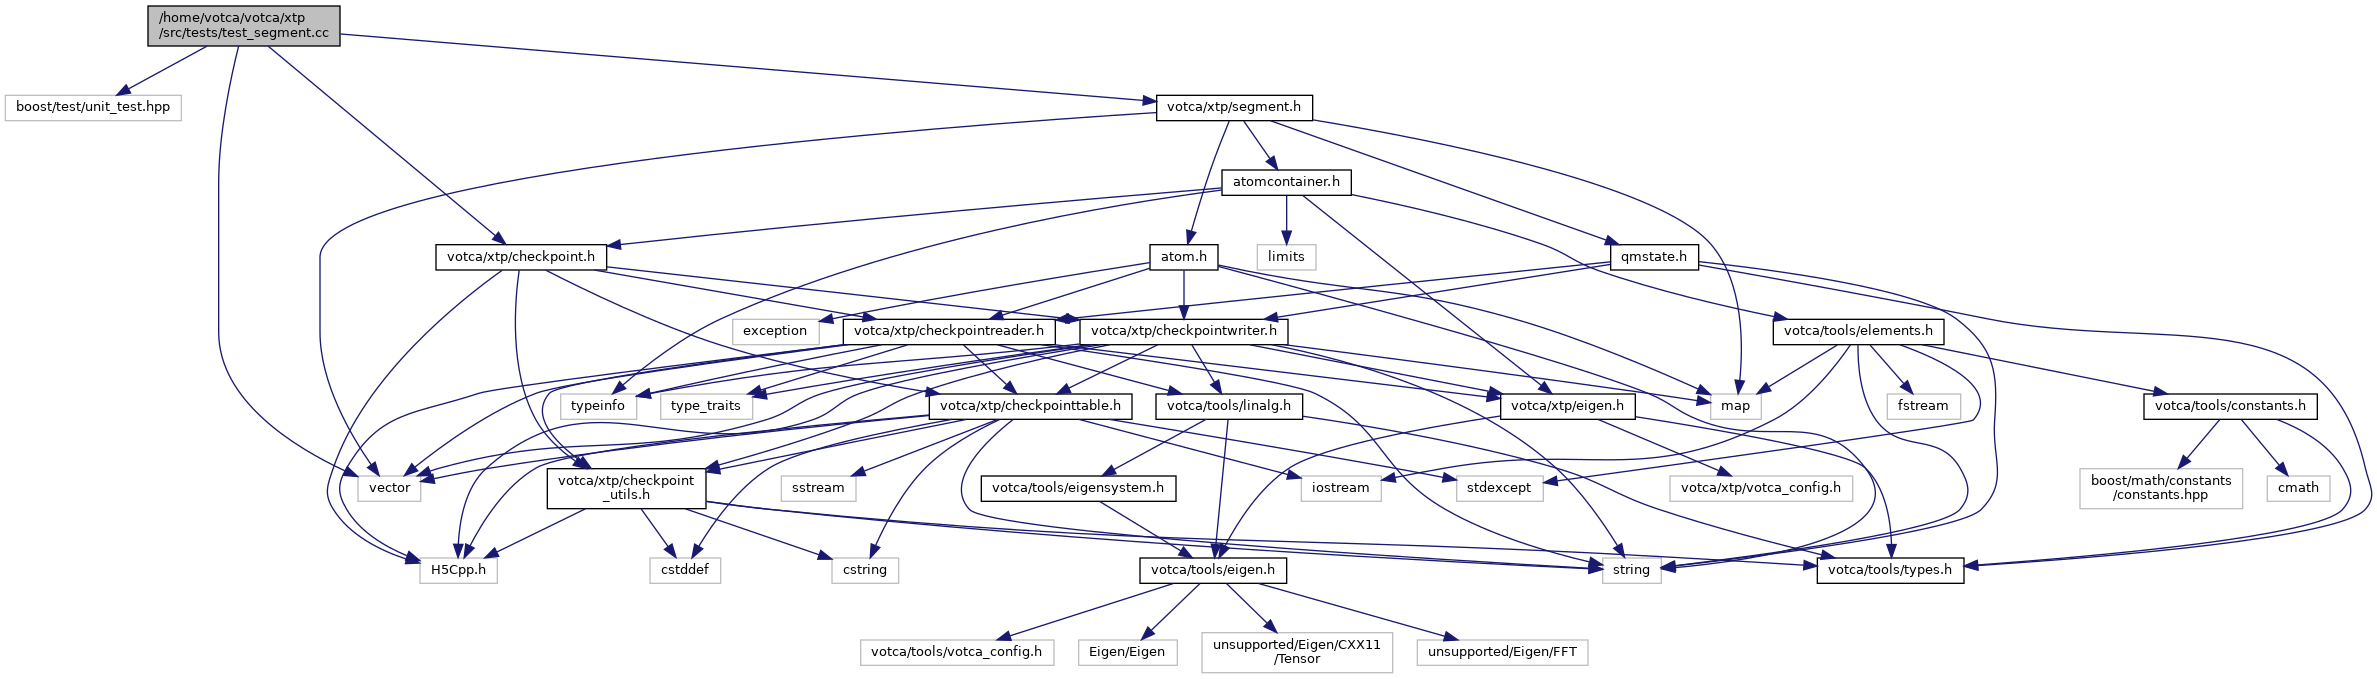 /home/votca/votca/xtp
/src/tests/test_segment.cc
boost/test/unit_test.hpp
votca/xtp/segment.h
atomcontainer.h
votca/xtp/checkpoint.h
atom.h
limits
qmstate.h
exception
votca/xtp/checkpointreader.h
votca/xtp/checkpointwriter.h
votca/tools/elements.h
typeinfo
type_traits
votca/xtp/checkpointtable.h
votca/tools/linalg.h
votca/xtp/eigen.h
map
fstream
votca/tools/constants.h
vector
votca/xtp/checkpoint
_utils.h
sstream
votca/tools/eigensystem.h
iostream
stdexcept
votca/xtp/votca_config.h
boost/math/constants
/constants.hpp
cmath
H5Cpp.h
cstddef
cstring
votca/tools/eigen.h
string
votca/tools/types.h
votca/tools/votca_config.h
Eigen/Eigen
unsupported/Eigen/CXX11
/Tensor
unsupported/Eigen/FFT